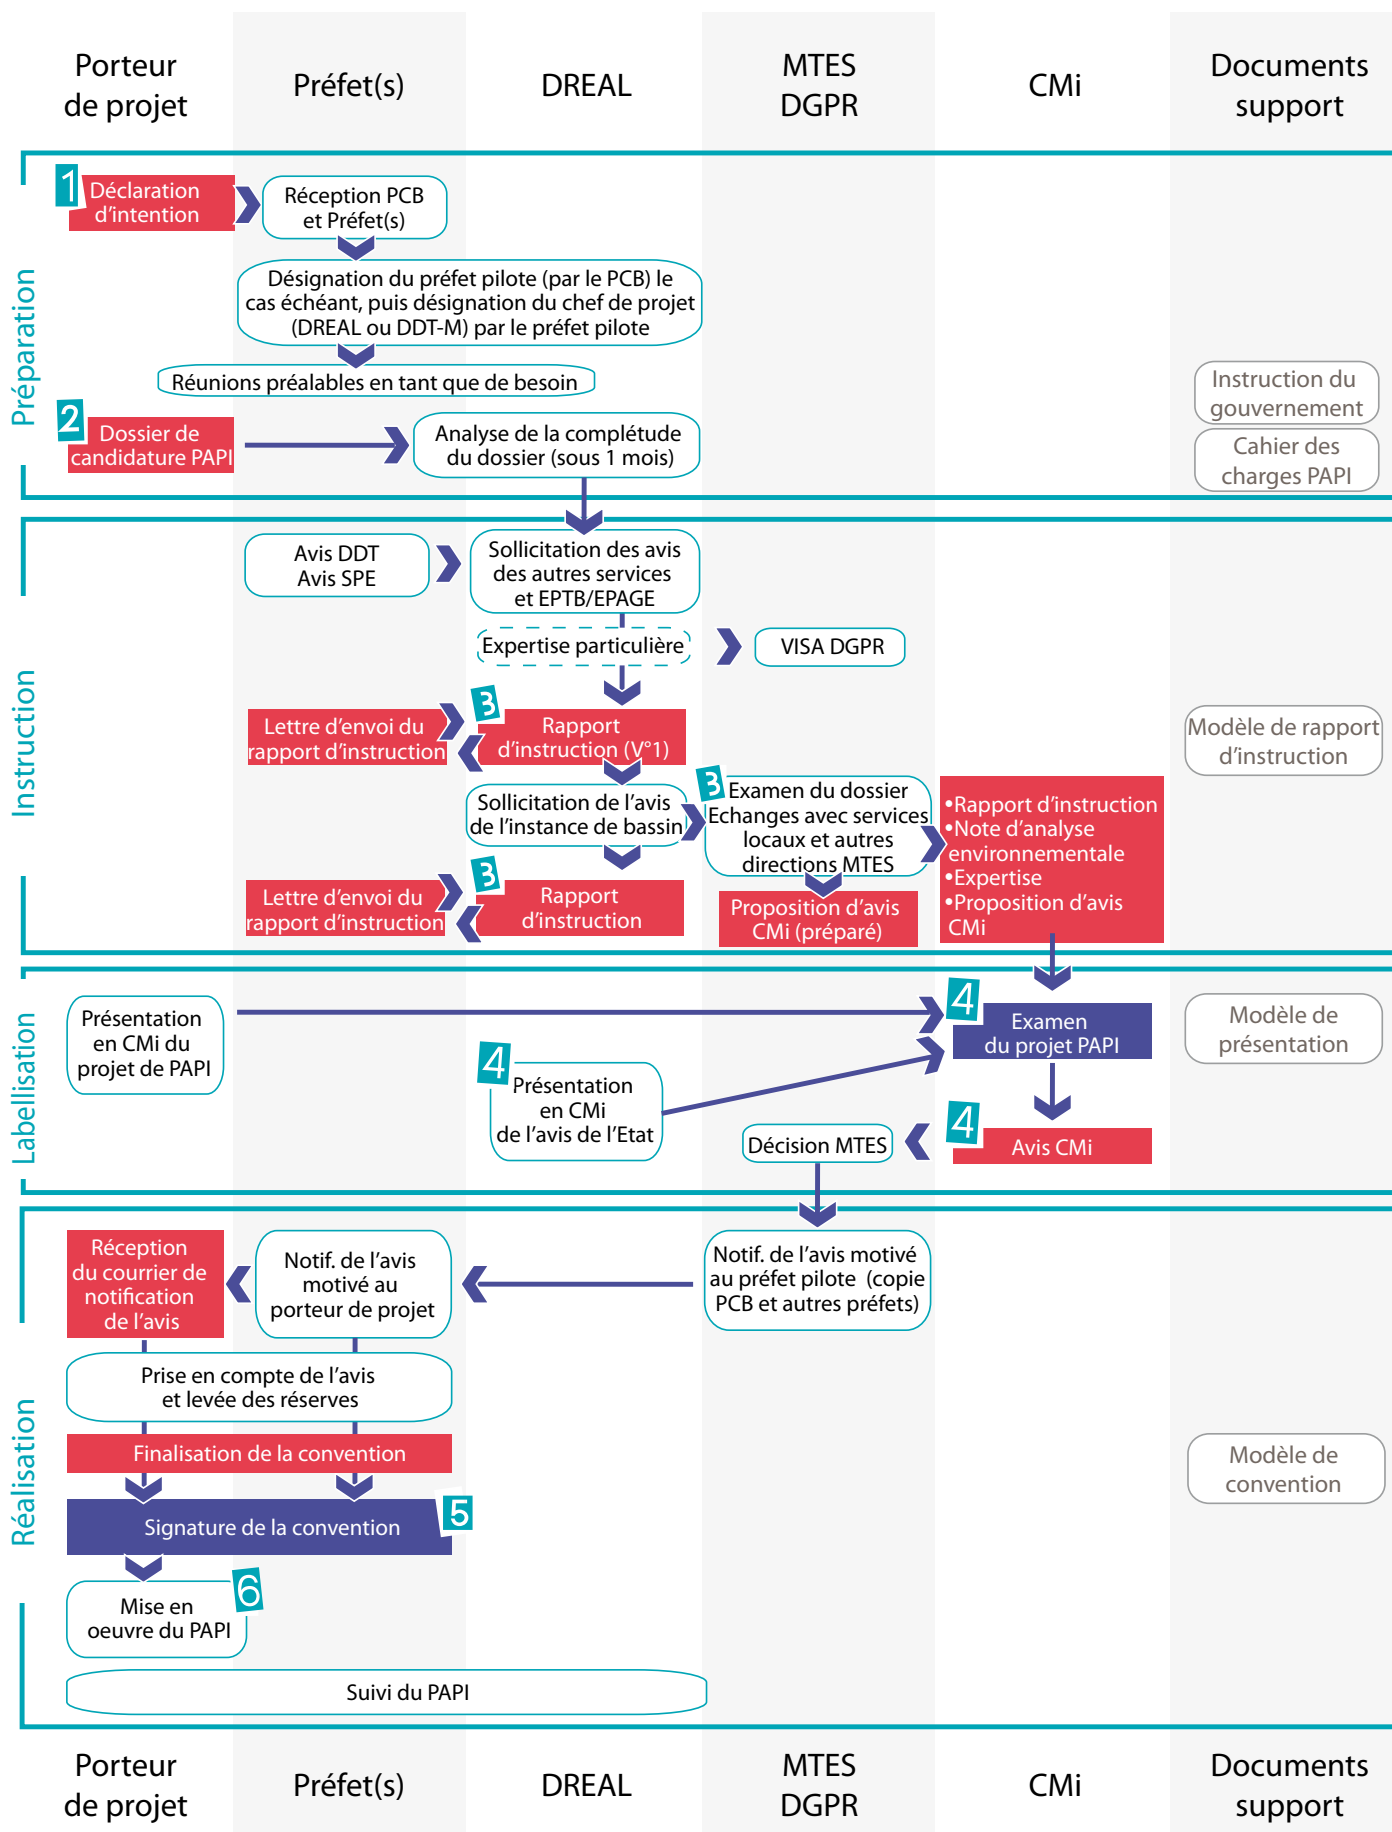 Porteur
de projet
Préfet(s)
DREAL
MTES
DGPR
CMi
Documents
support
Préparation
1
Déclaration
d'intention
Réception PCB
et Préfet(s)
Désignation du préfet pilote (par le PCB) le
cas échéant, puis désignation du chef de projet
(DREAL ou DDT-M) par le préfet pilote
Réunions préalables en tant que de besoin
2
Dossier de
candidature PAPI
Analyse de la complétude
du dossier (sous 1 mois)
Instruction du
gouvernement
Cahier des
charges PAPI
Instruction
Avis DDT
Avis SPE
Sollicitation des avis
des autres services
et EPTB/EPAGE
Expertise particulière
VISA DGPR
Lettre d'envoi du
rapport d'instruction
3
Rapport
d'instruction (V°1)
Modèle de rapport
d'instruction
Sollicitation de l'avis
de l'instance de bassin
3
Examen du dossier
Echanges avec services
locaux et autres
directions MTES
•Rapport d'instruction
•Note d'analyse
environnementale
•Expertise
•Proposition d'avis
CMi
Lettre d'envoi du
rapport d'instruction
3
Rapport
d'instruction
Proposition d'avis
CMi (préparé)
Labellisation
Présentation
en CMi du
projet de PAPI
4
Examen
du projet PAPI
Modèle de
présentation
4
Présentation
en CMi
de l'avis de l'Etat
Décision MTES
4
Avis CMi
Réalisation
Réception
du courrier de
notification
de l'avis
Notif. de l'avis
motivé au
porteur de projet
Notif. de l'avis motivé
au préfet pilote (copie
PCB et autres préfets)
Prise en compte de l'avis
et levée des réserves
Finalisation de la convention
Modèle de
convention
Signature de la convention
5
6
Mise en
oeuvre du PAPI
Suivi du PAPI
Porteur
de projet
Préfet(s)
DREAL
MTES
DGPR
CMi
Documents
support